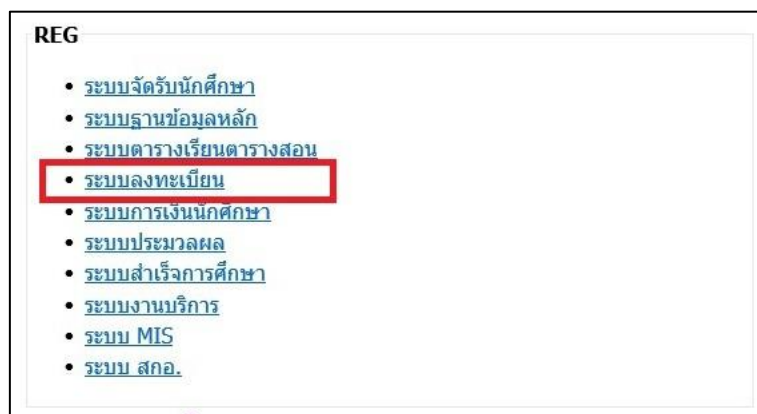 REG
ระบบจัดรับนักศึกษา
ระบบฐานข้อมูลหลัก
ระบบตารางเรียนตารางสอน
ระบบลงทะเบียน
ระบบการเงินนักศึกษา
ระบบประมวลผล
ระบบสำเร็จการศึกษา
ระบบงานบริการ
ระบบ MIS
ระบบ สกอ.